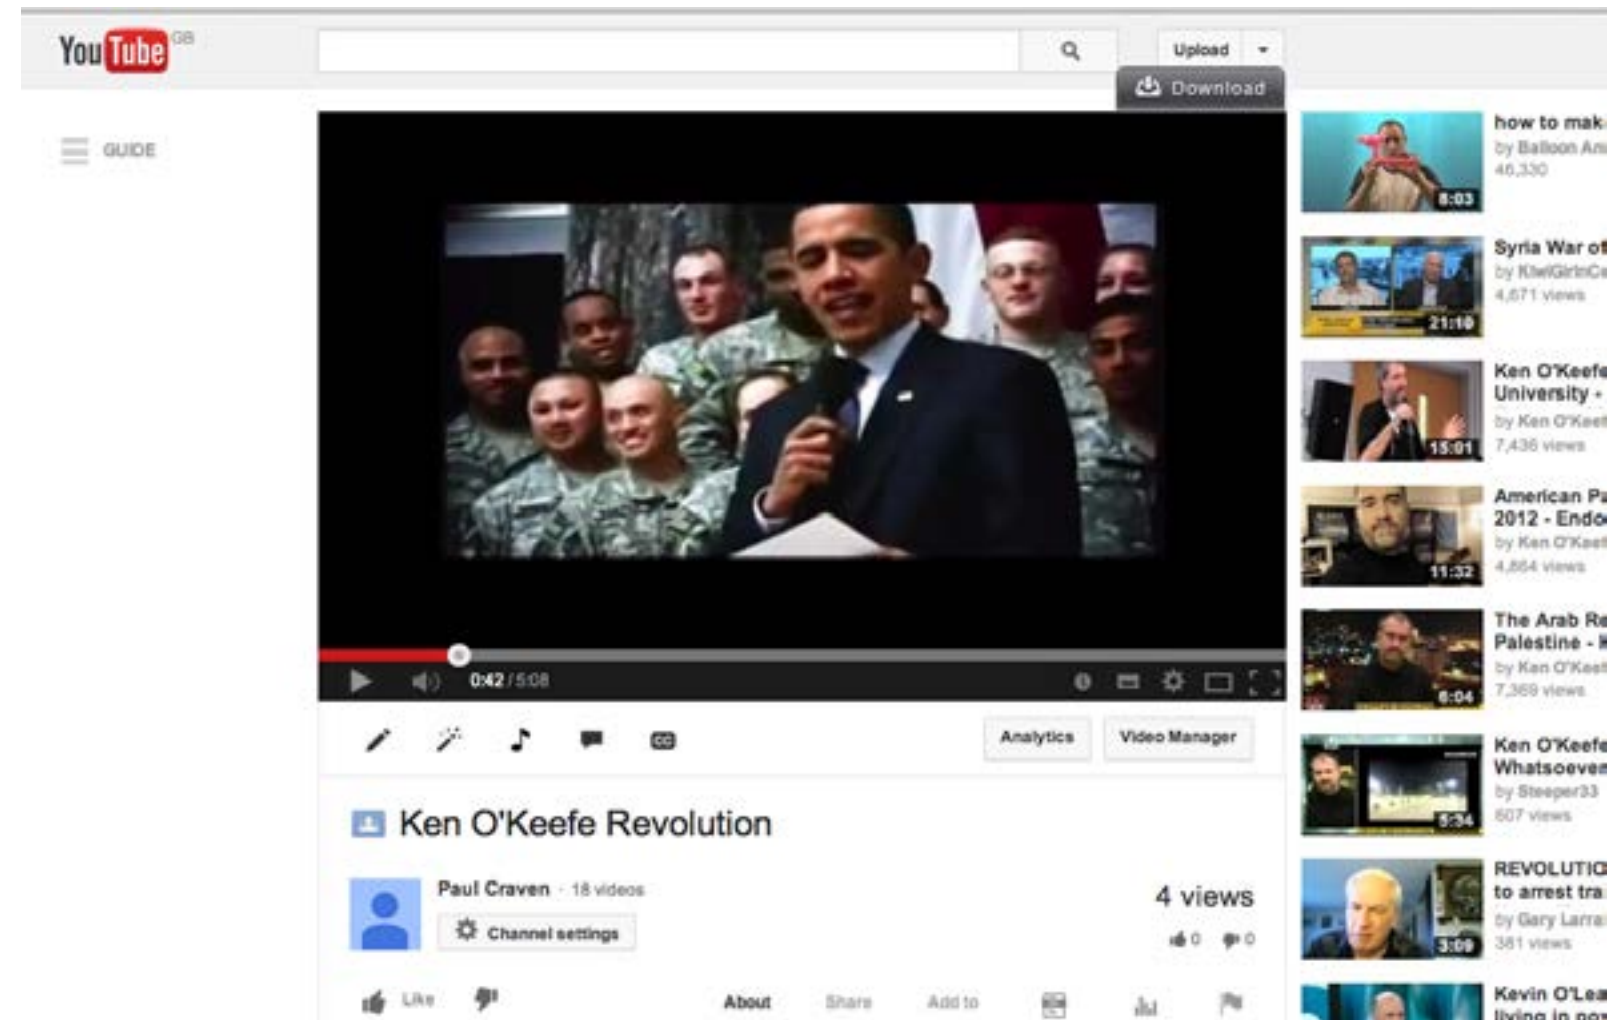 YouTube GB
Upload
Download
GUIDE
0:42 / 5:08
Analytics
Video Manager
Ken O'Keefe Revolution
Paul Craven · 18 videos
Channel settings
4 views
0 0
Like
About
Share
Add to
CC
how to mak
by Balloon An
46,330
8:03
Syria War of
by KiwiGirlnCa
4,671 views
21:10
Ken O'Keefe
University -
by Ken O'Keef
7,436 views
15:01
American Pa
2012 - Endo
by Ken O'Keef
4,864 views
11:32
The Arab Re
Palestine - K
by Ken O'Keef
7,369 views
6:04
Ken O'Keefe
Whatsoever
by Steeper33
607 views
5:34
REVOLUTIO
to arrest tra
by Gary Larra
381 views
3:09
Kevin O'Lea
living in pov